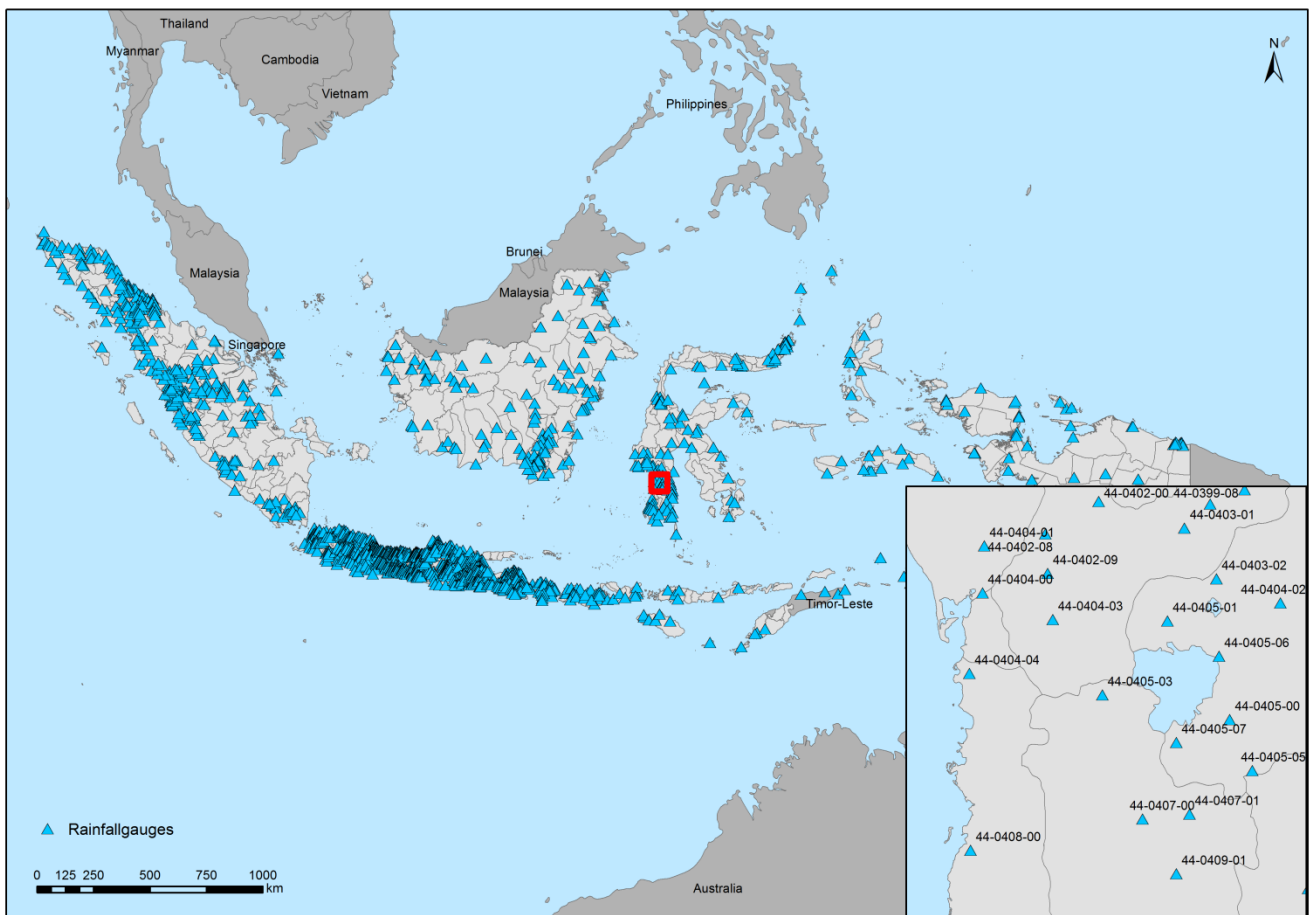 Thailand
Myanmar
Cambodia
N
Vietnam
Philippines
Brunei
Malaysia
Malaysia
Singapore
44-0402-00
44-0399-08
44-0403-01
44-0404-01
44-0402-08
44-0402-09
44-0403-02
44-0404-00
44-0404-02
Timor-Leste
44-0404-03
44-0405-01
44-0405-06
44-0404-04
44-0405-03
44-0405-00
44-0405-07
44-0405-05
44-0407-00
44-0407-01
Rainfallgauges
44-0408-00
44-0409-01
0 125 250 500 750 1000
km
Australia